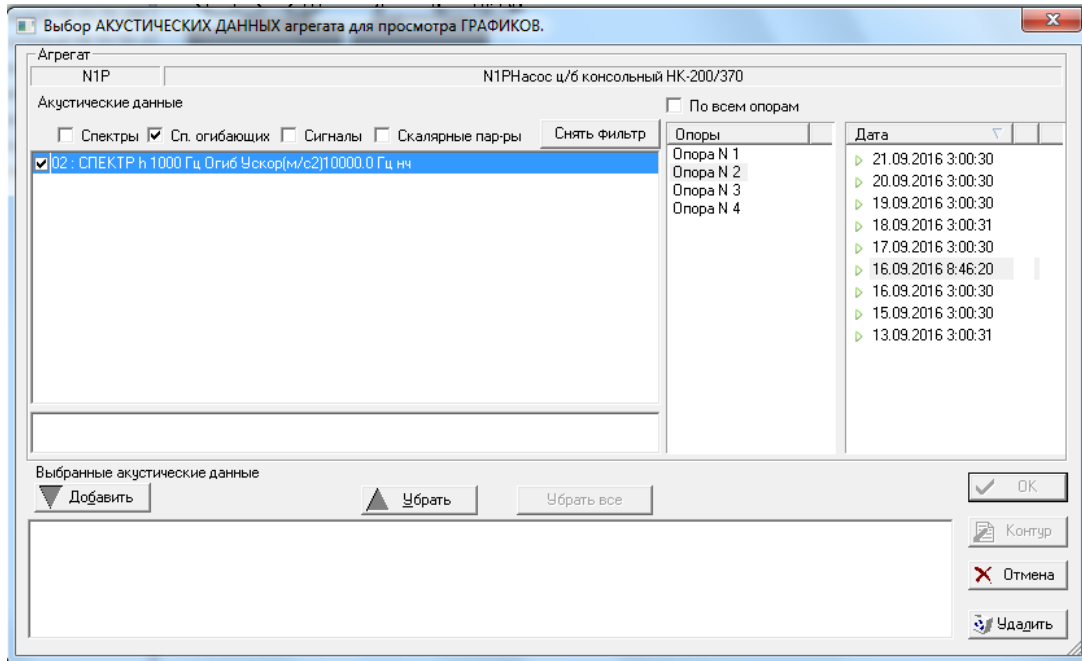 Выбор АКУСТИЧЕСКИХ ДАННЫХ агрегата для просмотра ГРАФИКОВ.
Агрегат
N1P N1PНасос ц/б консольный НК-200/370
Акустические данные
По всем опорам
Спектры Сп. огибающих Сигналы Скалярные пар-ры Снять фильтр
02 : СПЕКТР h 1000 Гц Огиб Ускор(м/с2)10000.0 Гц нч
Опоры
Опора N 1
Опора N 2
Опора N 3
Опора N 4
Дата
21.09.2016 3:00:30
20.09.2016 3:00:30
19.09.2016 3:00:30
18.09.2016 3:00:31
17.09.2016 3:00:30
16.09.2016 8:46:20
16.09.2016 3:00:30
15.09.2016 3:00:30
13.09.2016 3:00:31
Выбранные акустические данные
Добавить Убрать Убрать все
OK
Контур
Отмена
Удалить